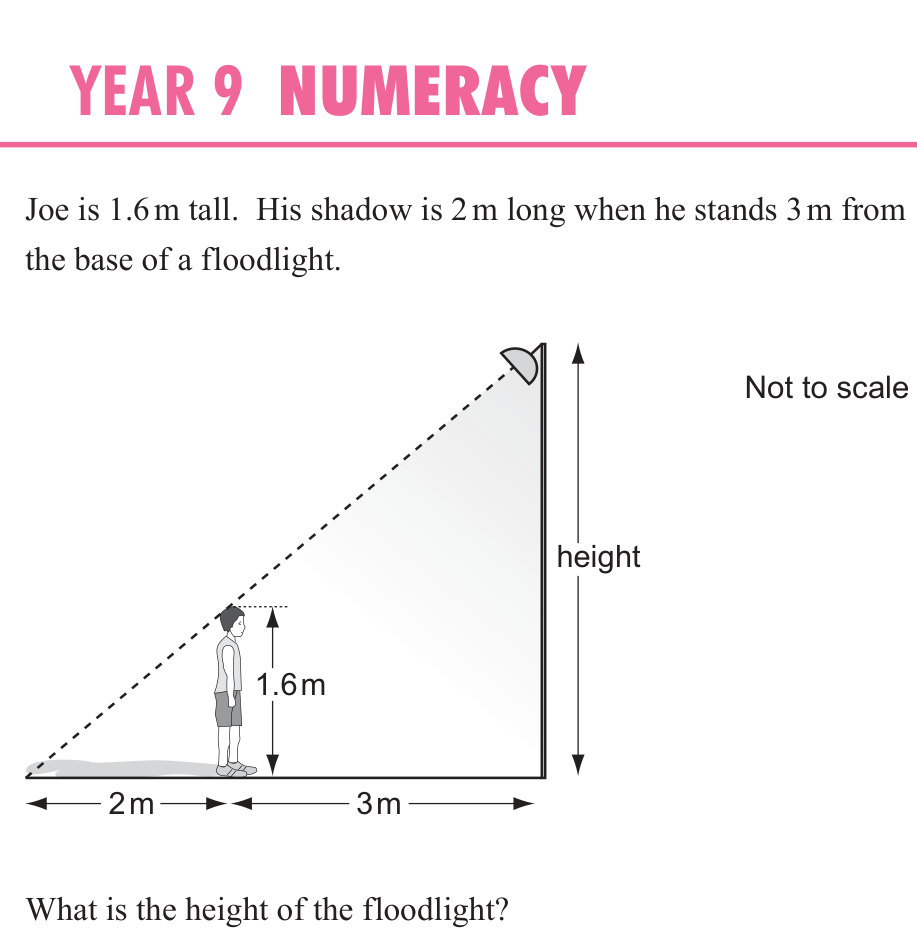 YEAR 9 NUMERACY
Joe is 1.6 m tall. His shadow is 2 m long when he stands 3 m from
the base of a floodlight.
Not to scale
height
1.6 m
2 m
3 m
What is the height of the floodlight?